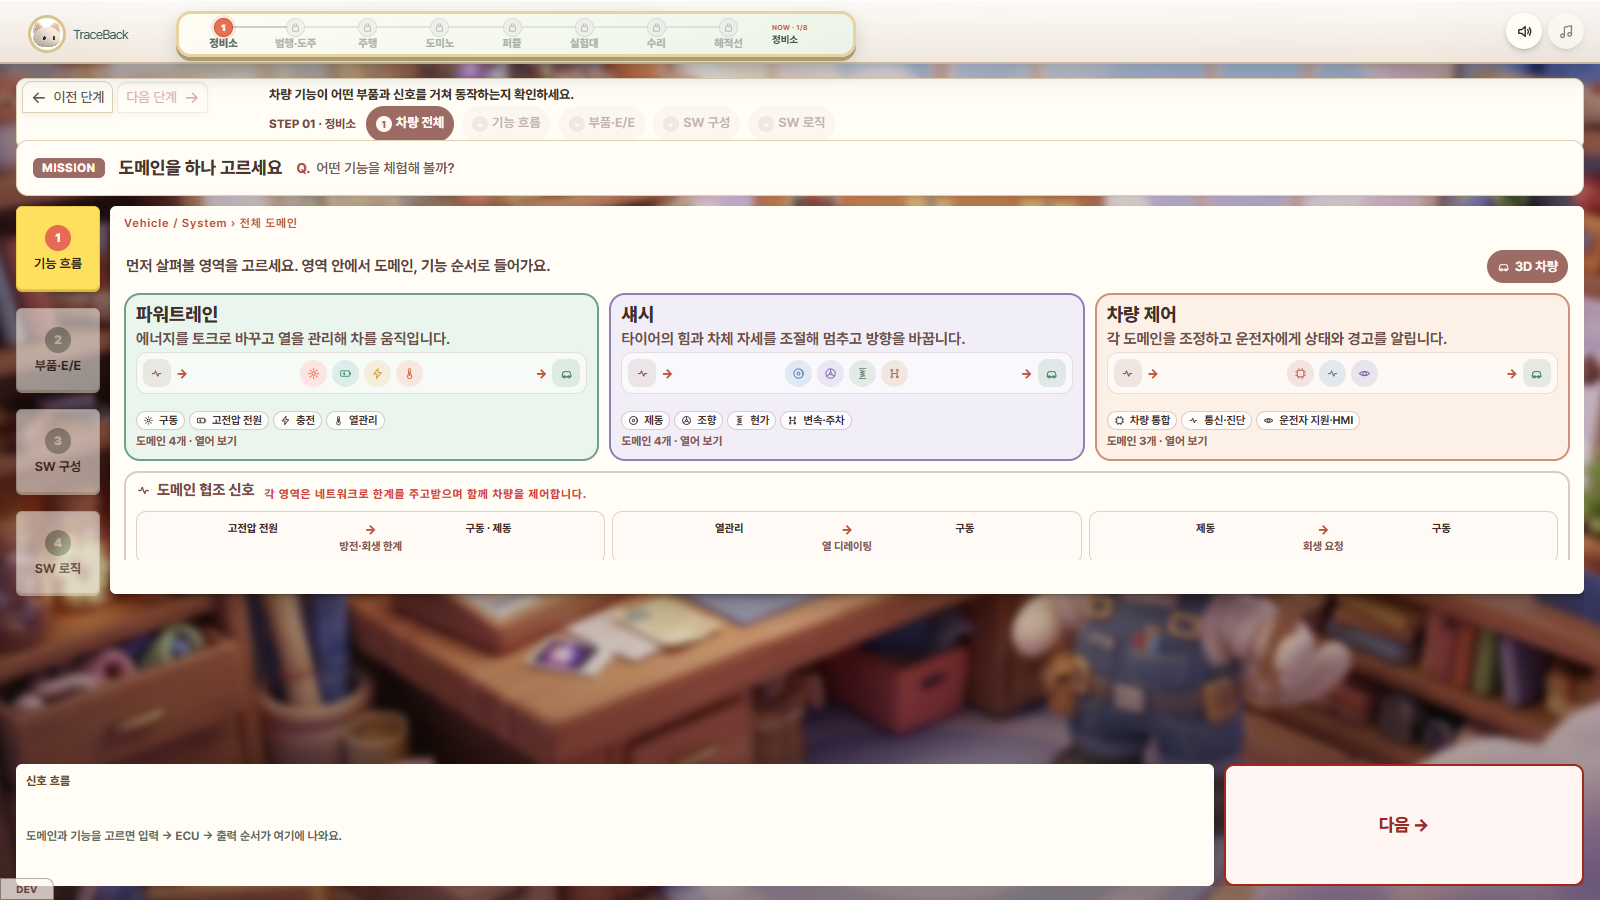 TraceBack
1
정비소
범행·도주
주행
도미노
퍼즐
실험대
수리
해적선
NOW · 1/8
정비소
← 이전 단계
다음 단계 →
차량 기능이 어떤 부품과 신호를 거쳐 동작하는지 확인하세요.
STEP 01 · 정비소
1 차량 전체
기능 흐름
부품·E/E
SW 구성
SW 로직
MISSION
도메인을 하나 고르세요
Q. 어떤 기능을 체험해 볼까?
1
기능 흐름
2
부품·E/E
3
SW 구성
4
SW 로직
Vehicle / System › 전체 도메인
먼저 살펴볼 영역을 고르세요. 영역 안에서 도메인, 기능 순서로 들어가요.
3D 차량
파워트레인
에너지를 토크로 바꾸고 열을 관리해 차를 움직입니다.
구동
고전압 전원
충전
열관리
도메인 4개 · 열어 보기
섀시
타이어의 힘과 차체 자세를 조절해 멈추고 방향을 바꿉니다.
제동
조향
현가
변속·주차
도메인 4개 · 열어 보기
차량 제어
각 도메인을 조정하고 운전자에게 상태와 경고를 알립니다.
차량 통합
통신·진단
운전자 지원·HMI
도메인 3개 · 열어 보기
도메인 협조 신호
각 영역은 네트워크로 한계를 주고받으며 함께 차량을 제어합니다.
고전압 전원 → 구동 · 제동
방전·회생 한계
열관리 → 구동
열 디레이팅
제동 → 구동
회생 요청
신호 흐름
도메인과 기능을 고르면 입력 → ECU → 출력 순서가 여기에 나와요.
다음 →
DEV